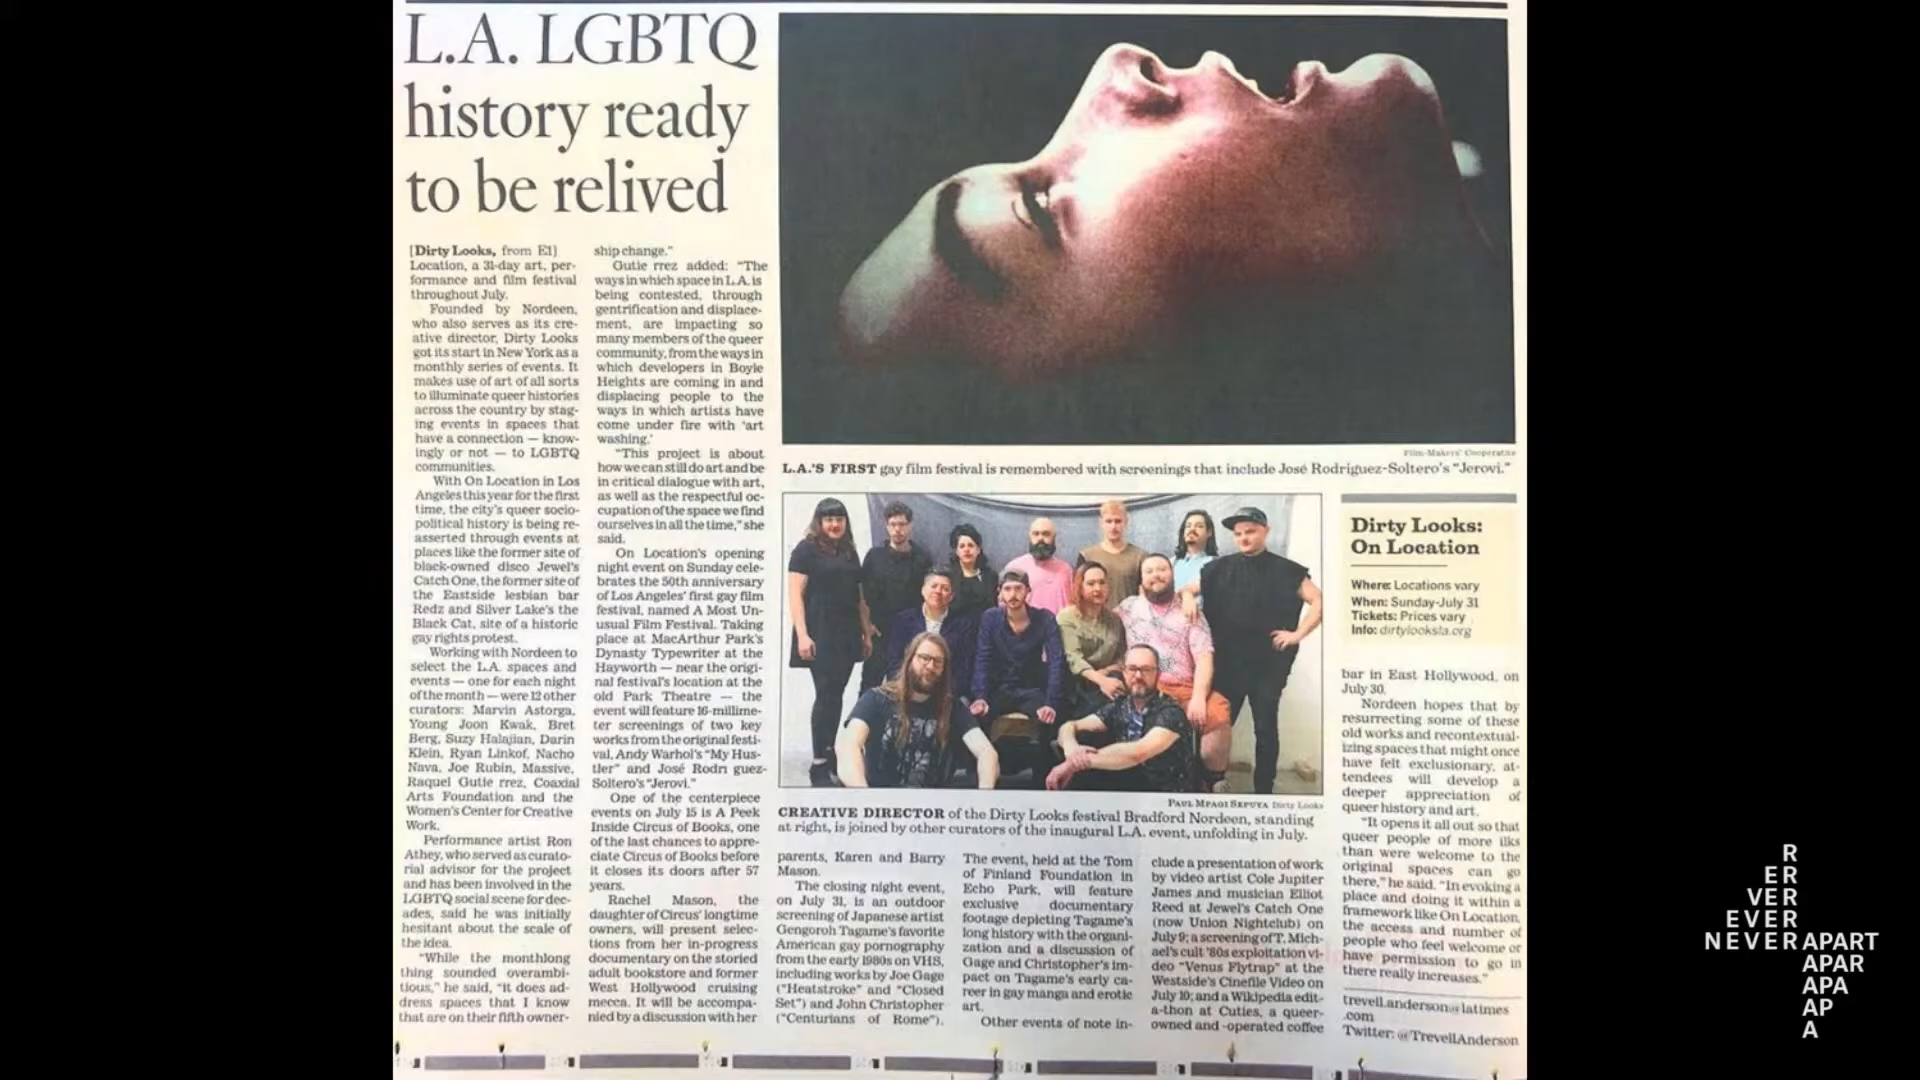 L.A. LGBTQ
history ready
to be relived
[Dirty Looks, from E1]
Location, a 31-day art, per-
formance and film festival
throughout July.
Founded by Nordeen,
who also serves as its cre-
ative director, Dirty Looks
got its start in New York as a
monthly series of events. It
makes use of art of all sorts
to illuminate queer histories
across the country by stag-
ing events in spaces that
have a connection — know-
ingly or not — to LGBTQ
communities.
With On Location in Los
Angeles this year for the first
time, the city's queer socio-
political history is being re-
asserted through events at
places like the former site of
black-owned disco Jewel's
Catch One, the former site of
the Eastside lesbian bar
Redz and Silver Lake's the
Black Cat, site of a historic
gay rights protest.
Working with Nordeen to
select the L.A. spaces and
events — one for each night
of the month — were 12 other
curators: Marvin Astorga,
Young Joon Kwak, Bret
Berg, Suzy Halajian, Darin
Klein, Ryan Linkof, Nacho
Nava, Joe Rubin, Massive,
Raquel Gutie rrez, Coaxial
Arts Foundation and the
Women's Center for Creative
Work.
Performance artist Ron
Athey, who served as curato-
rial advisor for the project
and has been involved in the
LGBTQ social scene for dec-
ades, said he was initially
hesitant about the scale of
the idea.
"While the monthlong
thing sounded overambi-
tious," he said, "it does ad-
dress spaces that I know
that are on their fifth owner-
ship change."
Gutie rrez added: "The
ways in which space in L.A. is
being contested, through
gentrification and displace-
ment, are impacting so
many members of the queer
community, from the ways in
which developers in Boyle
Heights are coming in and
displacing people to the
ways in which artists have
come under fire with 'art
washing.'
"This project is about
how we can still do art and be
in critical dialogue with art,
as well as the respectful oc-
cupation of the space we find
ourselves in all the time," she
said.
On Location's opening
night event on Sunday cele-
brates the 50th anniversary
of Los Angeles' first gay film
festival, named A Most Un-
usual Film Festival. Taking
place at MacArthur Park's
Dynasty Typewriter at the
Hayworth — near the origi-
nal festival's location at the
old Park Theatre — the
event will feature 16-millime-
ter screenings of two key
works from the original festi-
val, Andy Warhol's "My Hus-
tler" and José Rodri guez-
Soltero's "Jerovi."
One of the centerpiece
events on July 15 is A Peek
Inside Circus of Books, one
of the last chances to appre-
ciate Circus of Books before
it closes its doors after 57
years.
Rachel Mason, the
daughter of Circus' longtime
owners, will present selec-
tions from her in-progress
documentary on the storied
adult bookstore and former
West Hollywood cruising
mecca. It will be accompa-
nied by a discussion with her
Film-Makers' Cooperative
L.A.'S FIRST gay film festival is remembered with screenings that include José Rodríguez-Soltero's "Jerovi."
PAUL MPAGI SEPUYA Dirty Looks
CREATIVE DIRECTOR of the Dirty Looks festival Bradford Nordeen, standing
at right, is joined by other curators of the inaugural L.A. event, unfolding in July.
parents, Karen and Barry
Mason.
The closing night event,
on July 31, is an outdoor
screening of Japanese artist
Gengoroh Tagame's favorite
American gay pornography
from the early 1980s on VHS,
including works by Joe Gage
("Heatstroke" and "Closed
Set") and John Christopher
("Centurians of Rome").
The event, held at the Tom
of Finland Foundation in
Echo Park, will feature
exclusive documentary
footage depicting Tagame's
long history with the organi-
zation and a discussion of
Gage and Christopher's im-
pact on Tagame's early ca-
reer in gay manga and erotic
art.
Other events of note in-
clude a presentation of work
by video artist Cole Jupiter
James and musician Elliot
Reed at Jewel's Catch One
(now Union Nightclub) on
July 9; a screening of T. Mich-
ael's cult '80s exploitation vi-
deo "Venus Flytrap" at the
Westside's Cinefile Video on
July 10; and a Wikipedia edit-
a-thon at Cuties, a queer-
owned and -operated coffee
Dirty Looks:
On Location
Where: Locations vary
When: Sunday-July 31
Tickets: Prices vary
Info: dirtylooksla.org
bar in East Hollywood, on
July 30.
Nordeen hopes that by
resurrecting some of these
old works and recontextual-
izing spaces that might once
have felt exclusionary, at-
tendees will develop a
deeper appreciation of
queer history and art.
"It opens it all out so that
queer people of more ilks
than were welcome to the
original spaces can go
there," he said. "In evoking a
place and doing it within a
framework like On Location,
the access and number of
people who feel welcome or
have permission to go in
there really increases."
trevell.anderson@latimes
.com
Twitter: @TrevellAnderson
R
ER
VER
EVER
NEVER APART
APAR
APA
AP
A